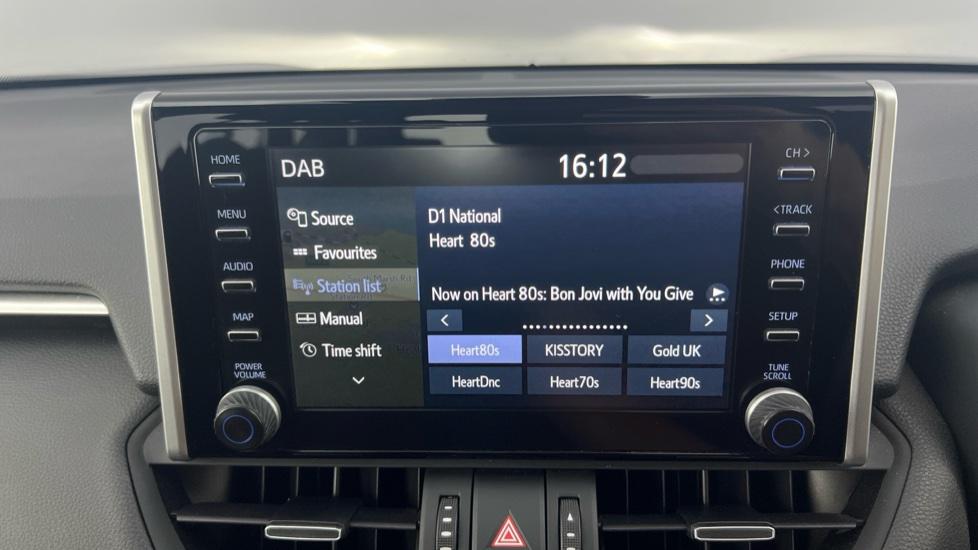 HOME
MENU
AUDIO
MAP
POWER
VOLUME
DAB
16:12
Source
Favourites
Station list
Manual
Time shift
D1 National
Heart 80s
Now on Heart 80s: Bon Jovi with You Give
Heart80s KISSTORY Gold UK
HeartDnc Heart70s Heart90s
CH >
< TRACK
PHONE
SETUP
TUNE
SCROLL